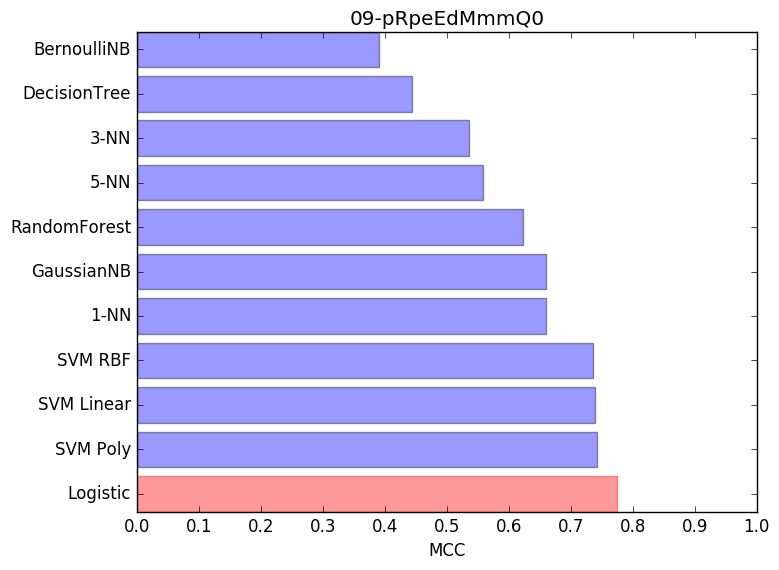 09-pRpeEdMmmQ0
BernoulliNB
DecisionTree
3-NN
5-NN
RandomForest
GaussianNB
1-NN
SVM RBF
SVM Linear
SVM Poly
Logistic
0.0 0.1 0.2 0.3 0.4 0.5 0.6 0.7 0.8 0.9 1.0
MCC